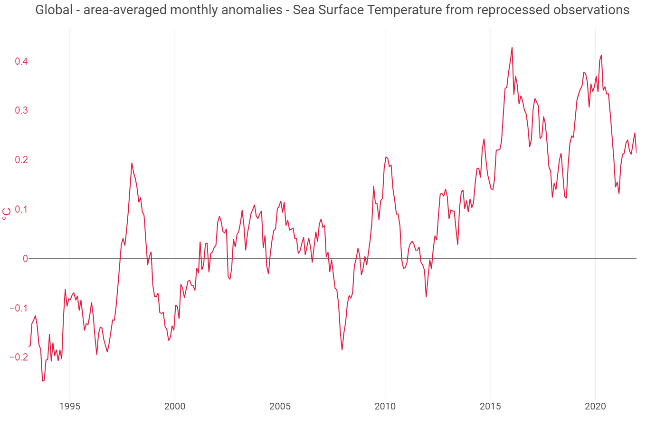 Global - area-averaged monthly anomalies - Sea Surface Temperature from reprocessed observations
0.4
0.3
0.2
0.1
0
−0.1
−0.2
°C
1995 2000 2005 2010 2015 2020